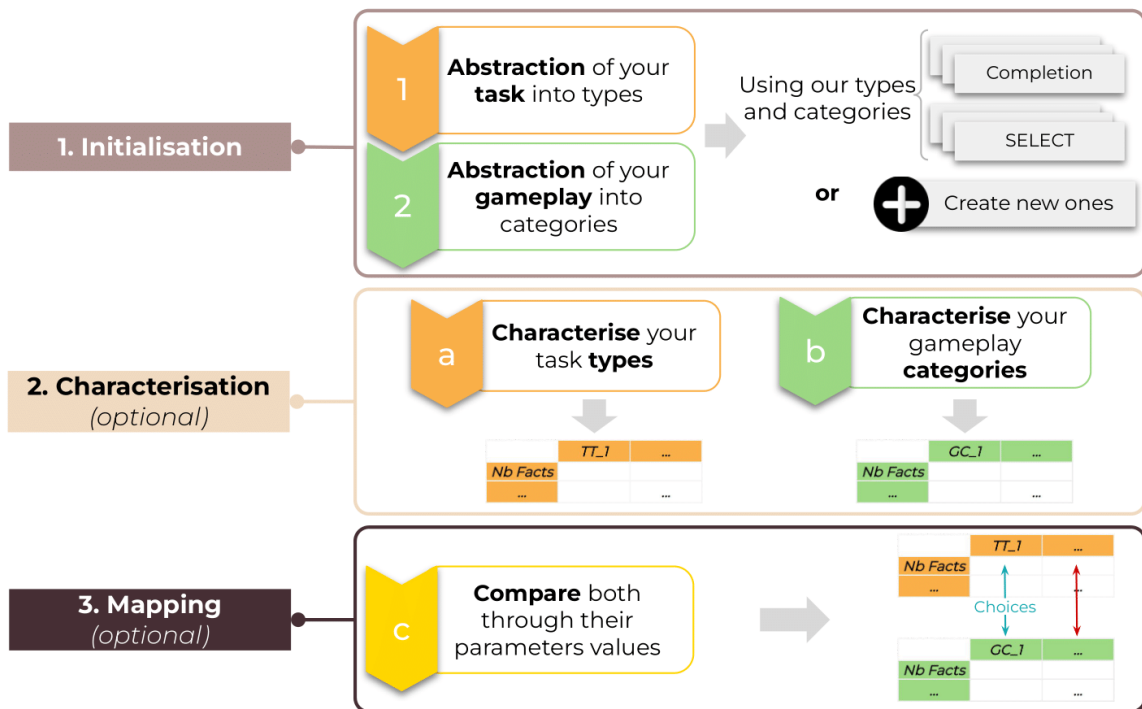 1. Initialisation
1
Abstraction of your
task into types
2
Abstraction of your
gameplay into
categories
Using our types
and categories
Completion
SELECT
or
Create new ones
2. Characterisation
(optional)
a
Characterise your
task types
TT_1 ...
Nb Facts
... ...
b
Characterise your
gameplay
categories
GC_1 ...
Nb Facts
... ...
3. Mapping
(optional)
c
Compare both
through their
parameters values
TT_1 ...
Nb Facts
... ...
Choices
GC_1 ...
Nb Facts
... ...